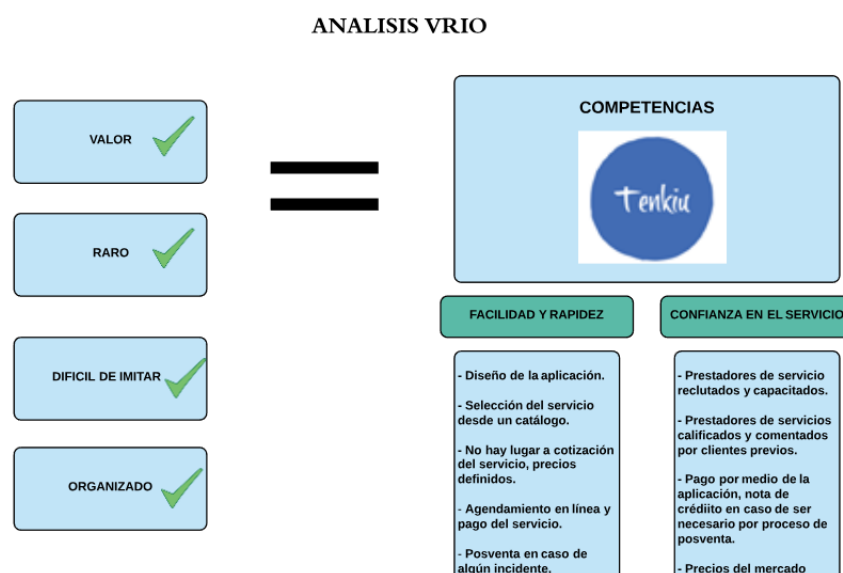 ANALISIS VRIO
VALOR
RARO
DIFICIL DE IMITAR
ORGANIZADO
COMPETENCIAS
Tenkiu
FACILIDAD Y RAPIDEZ
- Diseño de la aplicación.
- Selección del servicio
desde un catálogo.
- No hay lugar a cotización
del servicio, precios
definidos.
- Agendamiento en línea y
pago del servicio.
- Posventa en caso de
algún incidente.
CONFIANZA EN EL SERVICIO
- Prestadores de servicio
reclutados y capacitados.
- Prestadores de servicios
calificados y comentados
por clientes previos.
- Pago por medio de la
aplicación, nota de
crédiito en caso de ser
necesario por proceso de
posventa.
- Precios del mercado